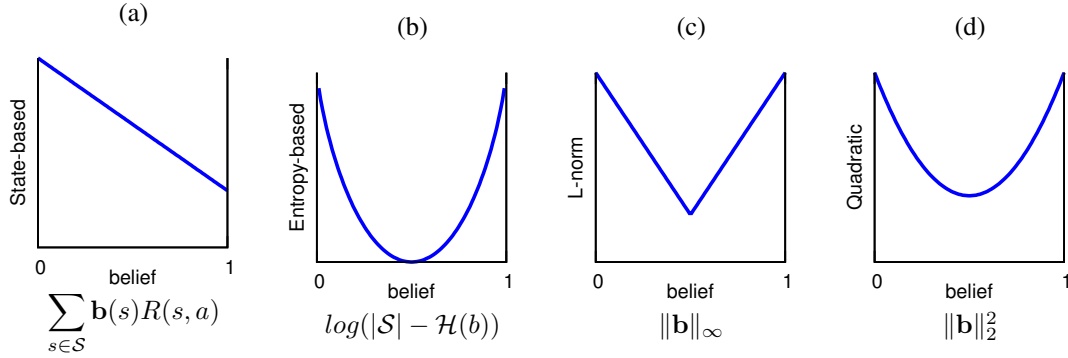 (a)
State-based
0
1
belief
∑_{s∈𝒮} 𝐛(s)R(s, a)
(b)
Entropy-based
0
1
belief
log(|𝒮| − ℋ(b))
(c)
L-norm
0
1
belief
‖𝐛‖_∞
(d)
Quadratic
0
1
belief
‖𝐛‖₂²